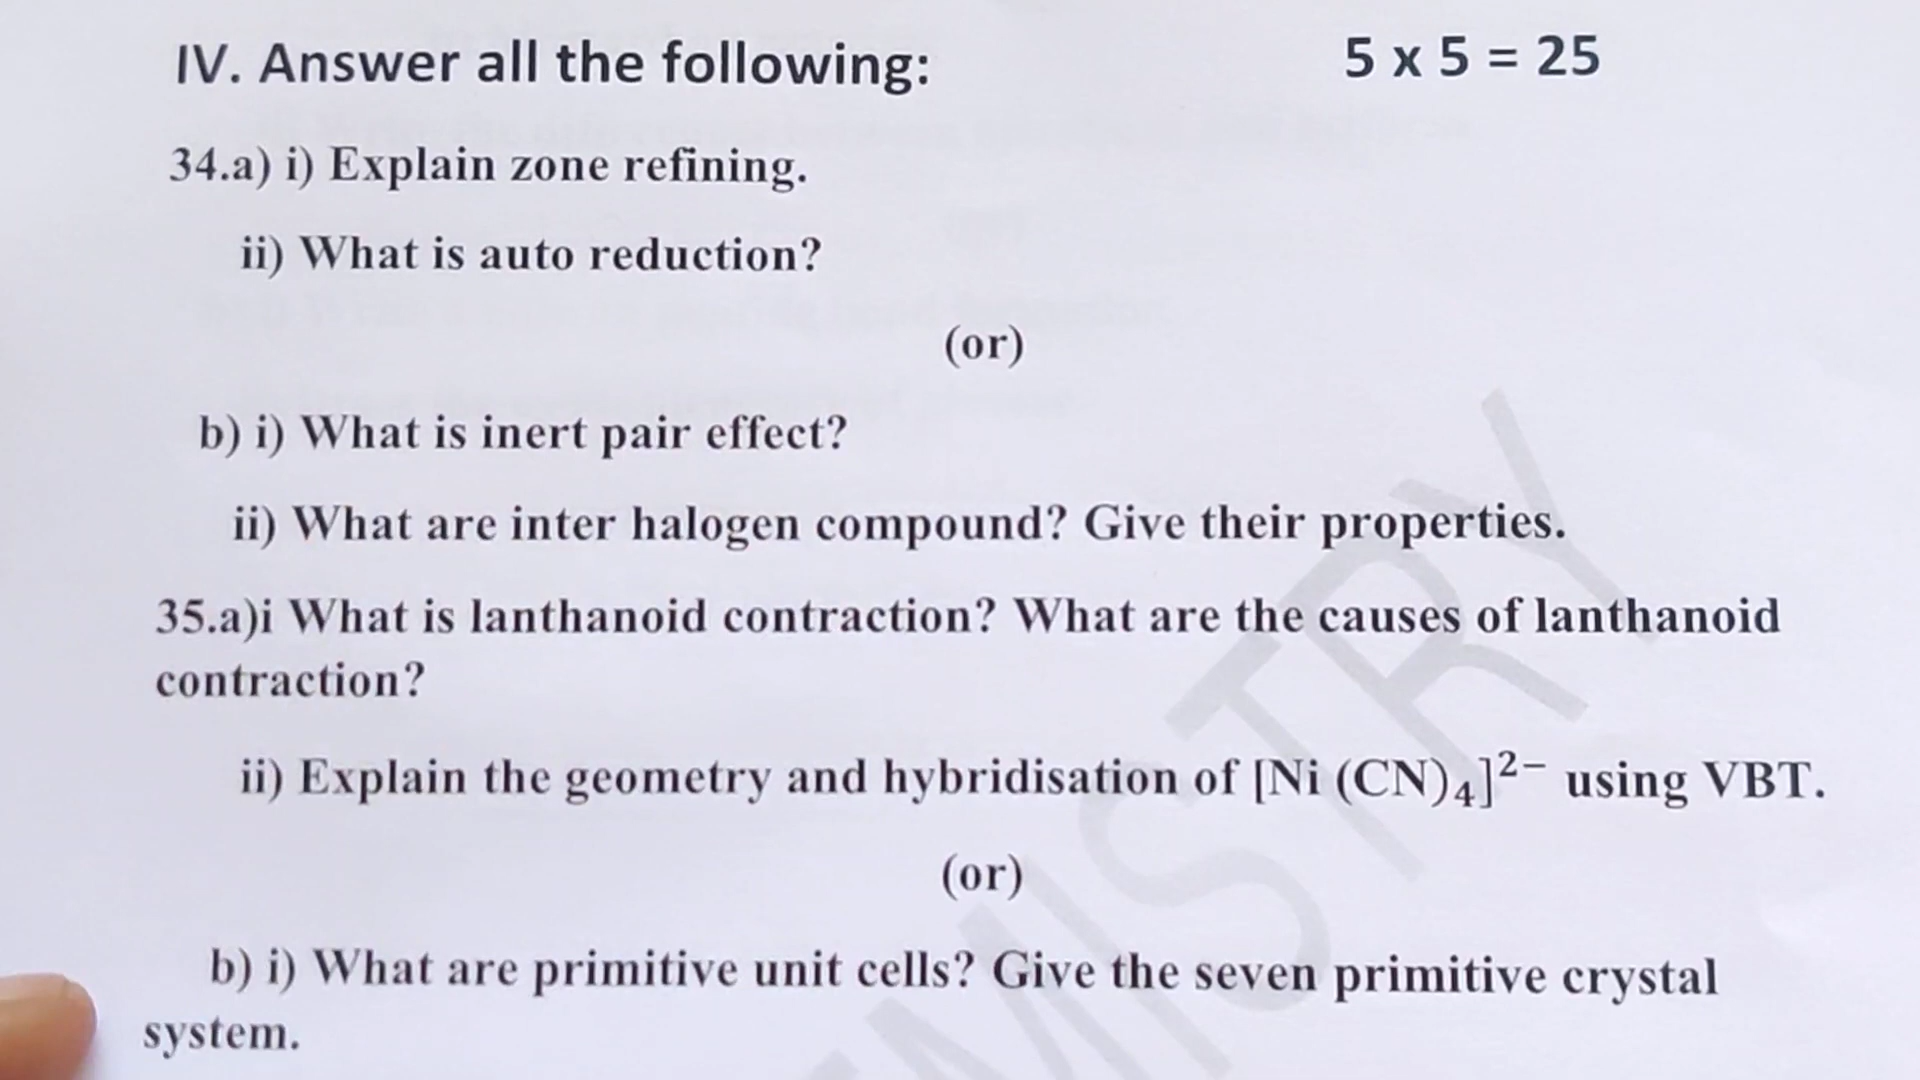 IV. Answer all the following: 5 x 5 = 25
34.a) i) Explain zone refining.
ii) What is auto reduction?
(or)
b) i) What is inert pair effect?
ii) What are inter halogen compound? Give their properties.
35.a)i What is lanthanoid contraction? What are the causes of lanthanoid
contraction?
ii) Explain the geometry and hybridisation of [Ni (CN)₄]²⁻ using VBT.
(or)
b) i) What are primitive unit cells? Give the seven primitive crystal
system.